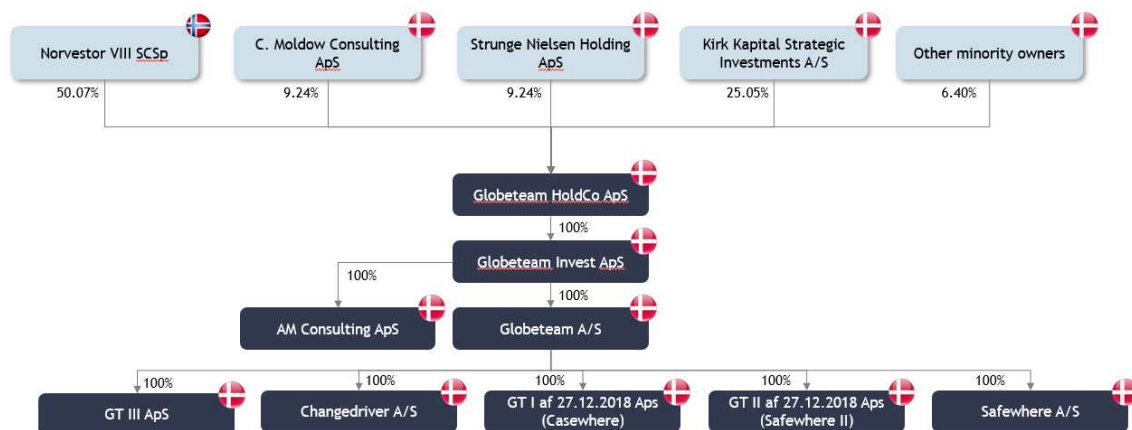 Norvestor VIII SCSp
C. Moldow Consulting
ApS
Strunge Nielsen Holding
ApS
Kirk Kapital Strategic
Investments A/S
Other minority owners
50.07%
9.24%
9.24%
25.05%
6.40%
Globeteam HoldCo ApS
100%
Globeteam Invest ApS
100%
100%
AM Consulting ApS
Globeteam A/S
100%
100%
100%
100%
100%
GT III ApS
Changedriver A/S
GT I af 27.12.2018 Aps
(Casewhere)
GT II af 27.12.2018 Aps
(Safewhere II)
Safewhere A/S